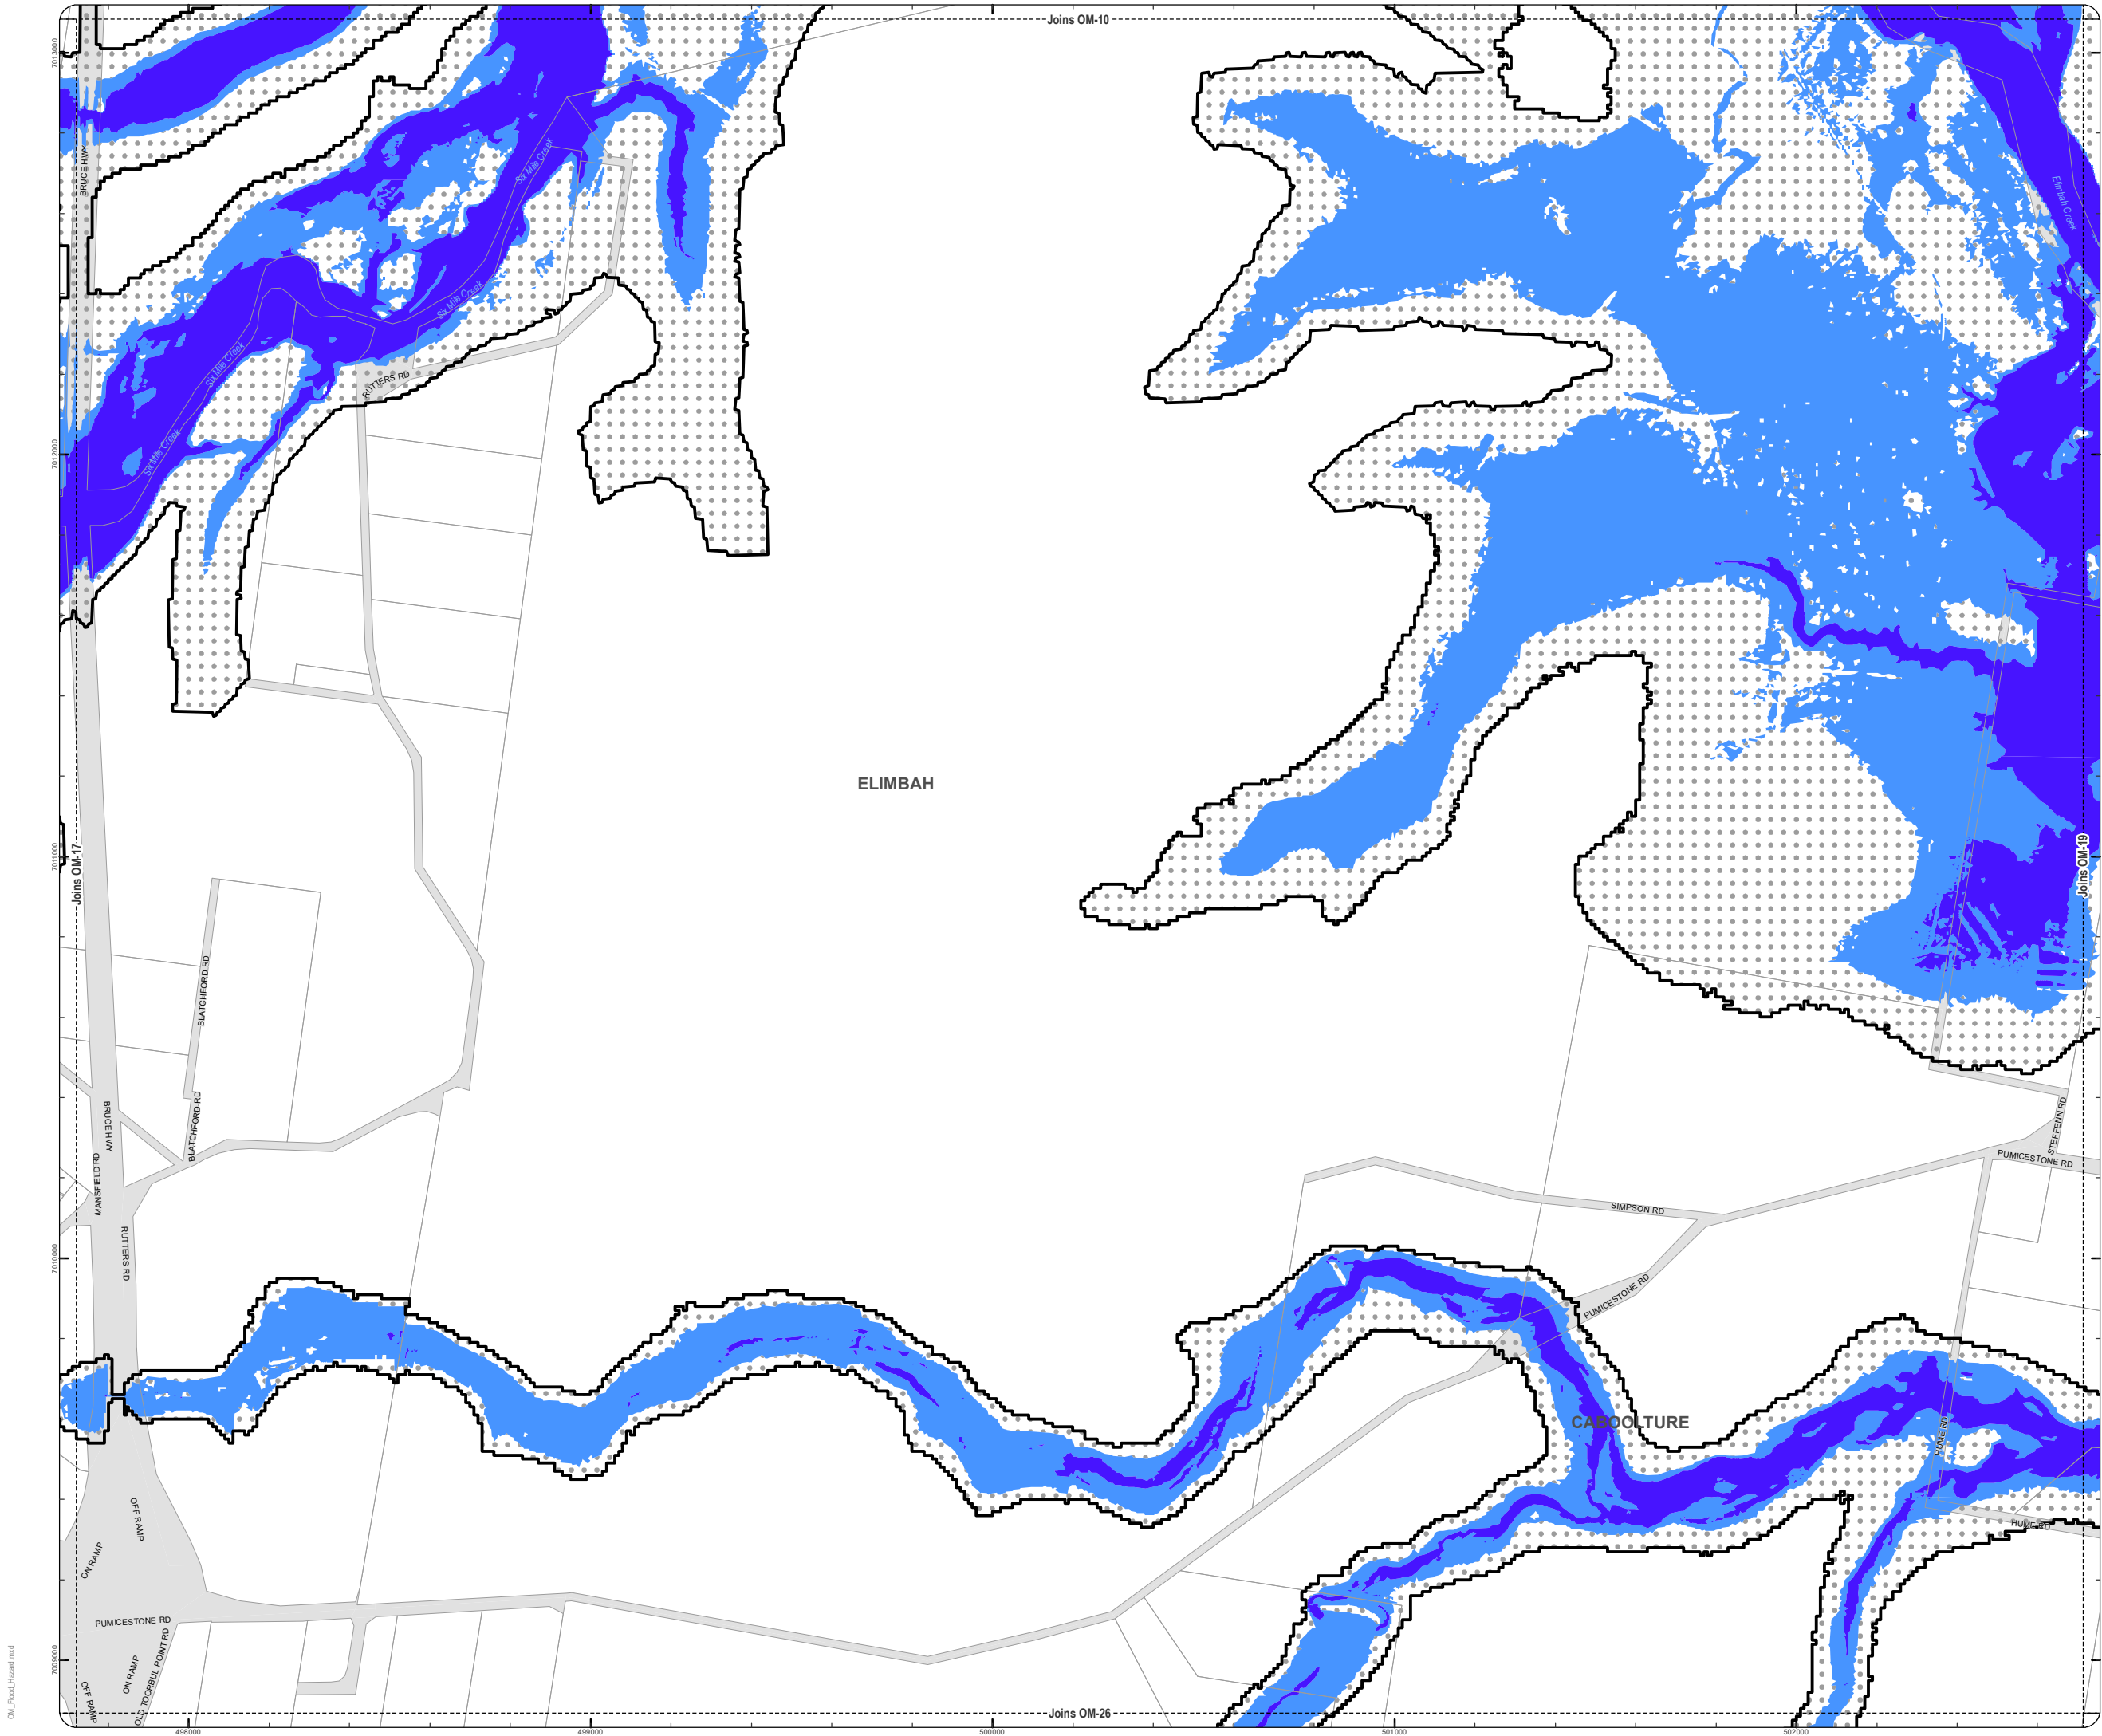 Joins OM-10
7013000
BRUCE HWY
Six Mile Creek
Elimbah Creek
Six Mile Creek
Six Mile Creek
RUTTERS RD
7012000
Six Mile Creek
ELIMBAH
7011000
Joins OM-17
Joins OM-19
BLATCHFORD RD
BRUCE HWY
BLATCHFORD RD
STEFFENN RD
PUMICESTONE RD
MANSFIELD RD
SIMPSON RD
RUTTERS RD
7010000
PUMICESTONE RD
CABOOLTURE
HUME RD
OFF RAMP
HUME RD
ON RAMP
PUMICESTONE RD
7009000
ON RAMP
OLD TOORBUL POINT RD
OFF RAMP
OM_Flood_Hazard.mxd
Joins OM-26
498000
499000
500000
501000
502000